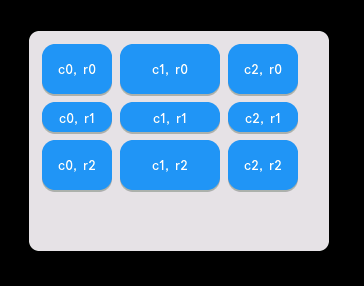 c0, r0 c1, r0 c2, r0
c0, r1 c1, r1 c2, r1
c0, r2 c1, r2 c2, r2